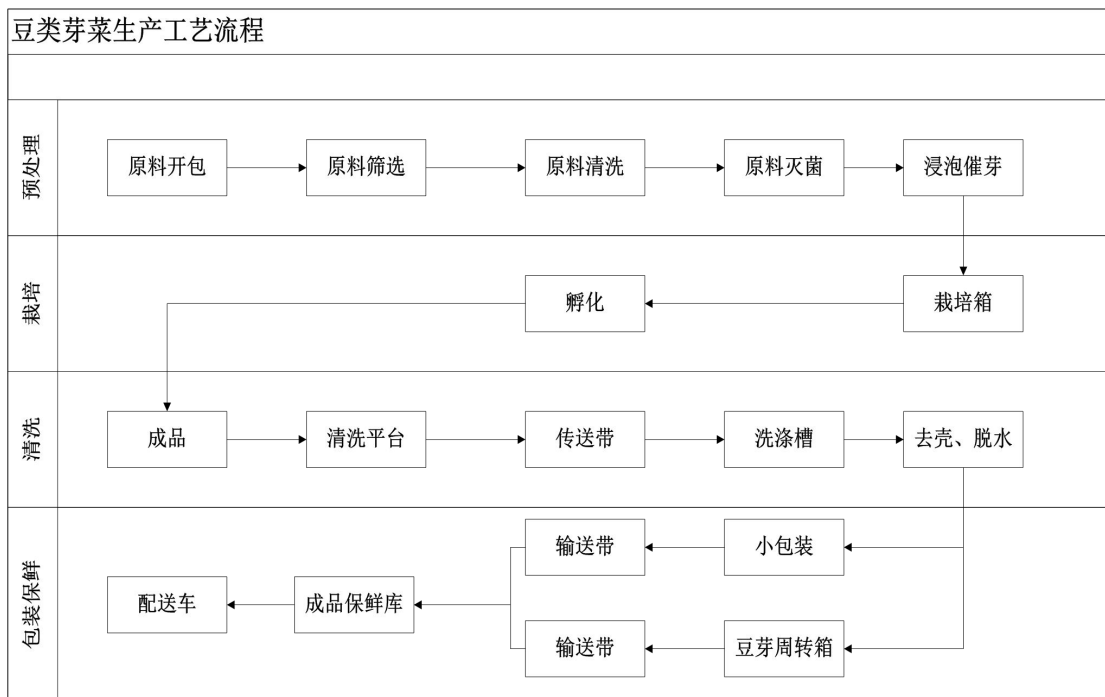 豆类芽菜生产工艺流程
预处理
原料开包
原料筛选
原料清洗
原料灭菌
浸泡催芽
栽培
孵化
栽培箱
清洗
成品
清洗平台
传送带
洗涤槽
去壳、脱水
包装保鲜
输送带
小包装
配送车
成品保鲜库
输送带
豆芽周转箱